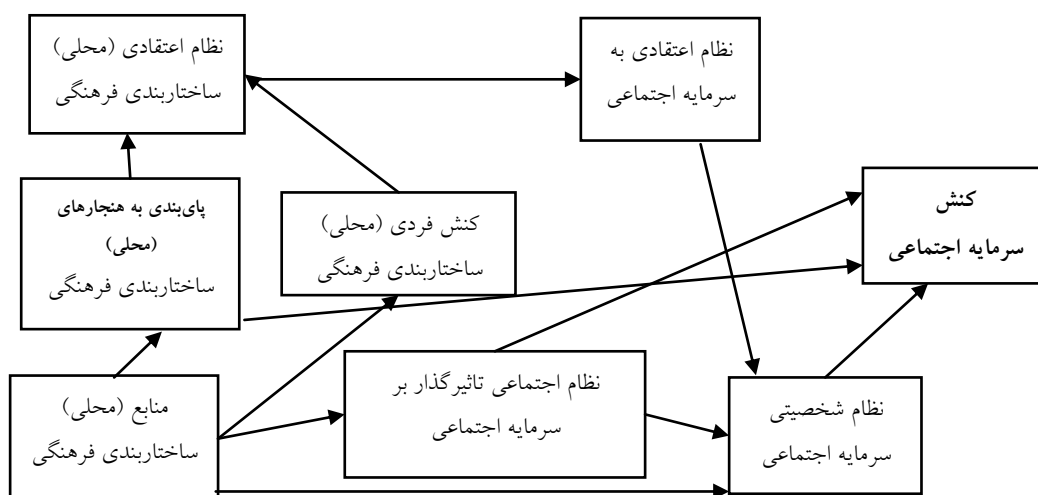 نظام اعتقادی (محلی)
ساختاربندی فرهنگی
نظام اعتقادی به
سرمایه اجتماعی
پای‌بندی به هنجارهای
(محلی)
ساختاربندی فرهنگی
کنش فردی (محلی)
ساختاربندی فرهنگی
کنش
سرمایه اجتماعی
منابع (محلی)
ساختاربندی فرهنگی
نظام اجتماعی تاثیرگذار بر
سرمایه اجتماعی
نظام شخصیتی
سرمایه اجتماعی